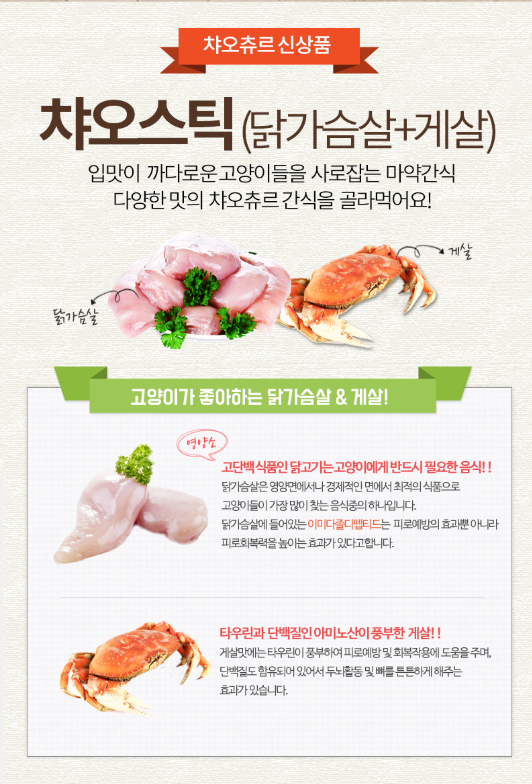 챠오츄르 신상품
챠오스틱 (닭가슴살+게살)
입맛이 까다로운 고양이들을 사로잡는 마약간식
다양한 맛의 챠오츄르 간식을 골라먹어요!
게살
닭가슴살
고양이가 좋아하는 닭가슴살 & 게살!
영양소
고단백 식품인 닭고기는 고양이에게 반드시 필요한 음식!!
닭가슴살은 영양면에서나 경제적인 면에서 최적의 식품으로
고양이들이 가장 많이 찾는 음식중의 하나입니다.
닭가슴살에 들어있는 이미다졸디펩티드는 피로예방의 효과뿐 아니라
피로회복력을 높이는 효과가 있다고합니다.
타우린과 단백질인 아미노산이 풍부한 게살!!
게살맛에는 타우린이 풍부하여 피로예방 및 회복작용에 도움을 주며,
단백질도 함유되어 있어서 두뇌활동 및 뼈를 튼튼하게 해주는
효과가 있습니다.